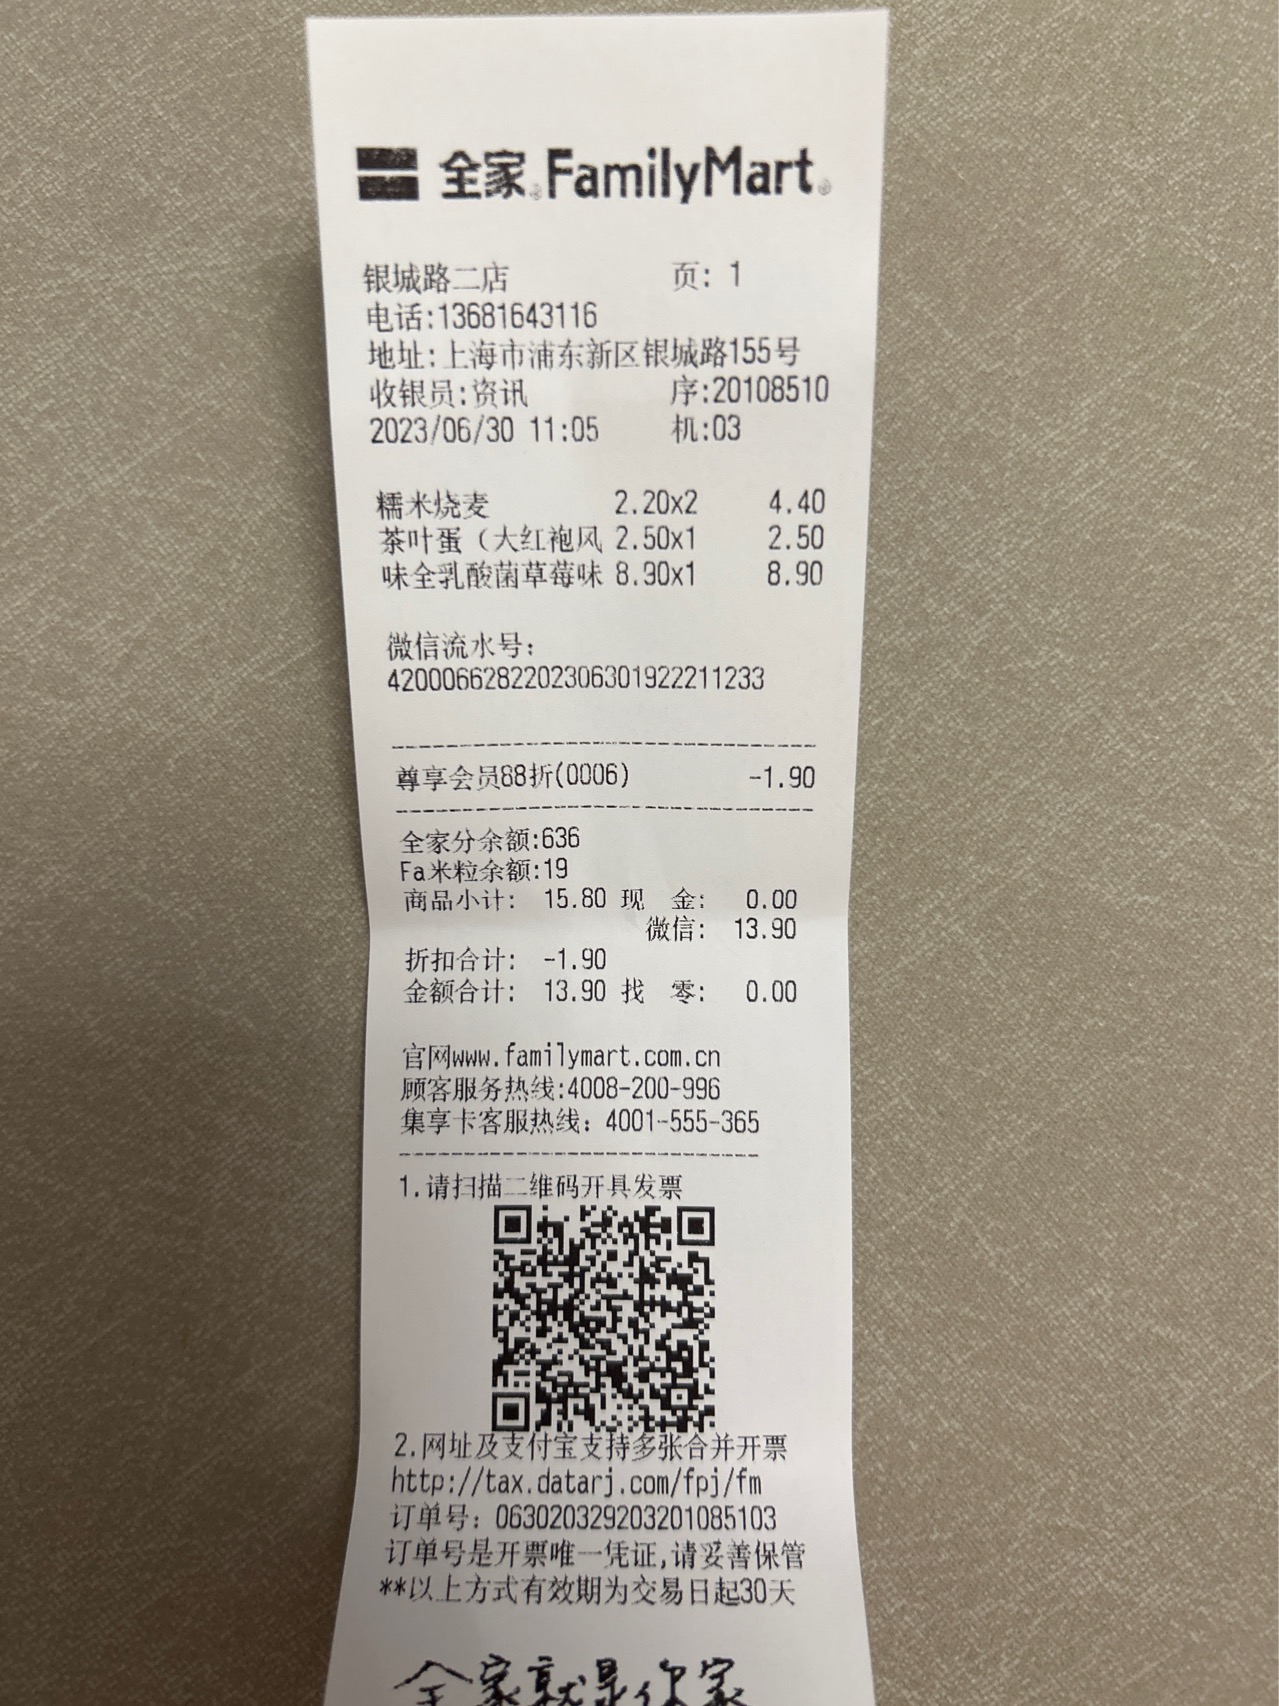 全家®FamilyMart®
银城路二店 页: 1
电话:13681643116
地址:上海市浦东新区银城路155号
收银员:资讯 序:20108510
2023/06/30 11:05 机:03
糯米烧麦 2.20x2 4.40
茶叶蛋（大红袍风 2.50x1 2.50
味全乳酸菌草莓味 8.90x1 8.90
微信流水号:
4200066282202306301922211233
尊享会员88折(0006) -1.90
全家分余额:636
Fa米粒余额:19
商品小计: 15.80 现 金: 0.00
微信: 13.90
折扣合计: -1.90
金额合计: 13.90 找 零: 0.00
官网www.familymart.com.cn
顾客服务热线:4008-200-996
集享卡客服热线: 4001-555-365
1.请扫描二维码开具发票
2.网址及支付宝支持多张合并开票
http://tax.datarj.com/fpj/fm
订单号: 063020329203201085103
订单号是开票唯一凭证,请妥善保管
**以上方式有效期为交易日起30天
全家就是你家